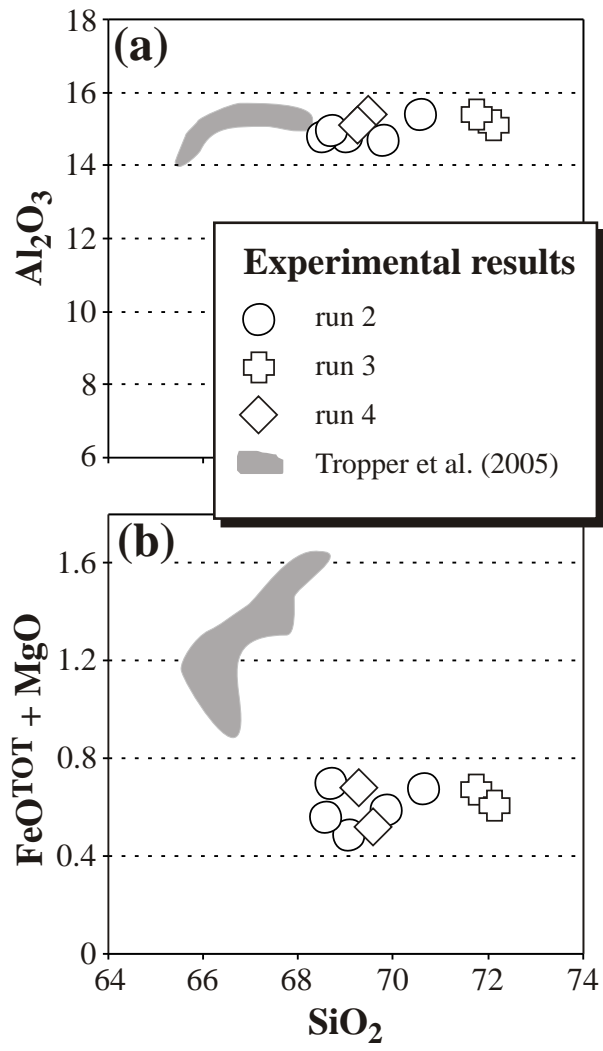 (a)
18
16
14
12
10
8
6
Al₂O₃
Experimental results
run 2
run 3
run 4
Tropper et al. (2005)
(b)
1.6
1.2
0.8
0.4
0
FeOᵀᴼᵀ + MgO
64 66 68 70 72 74
SiO₂